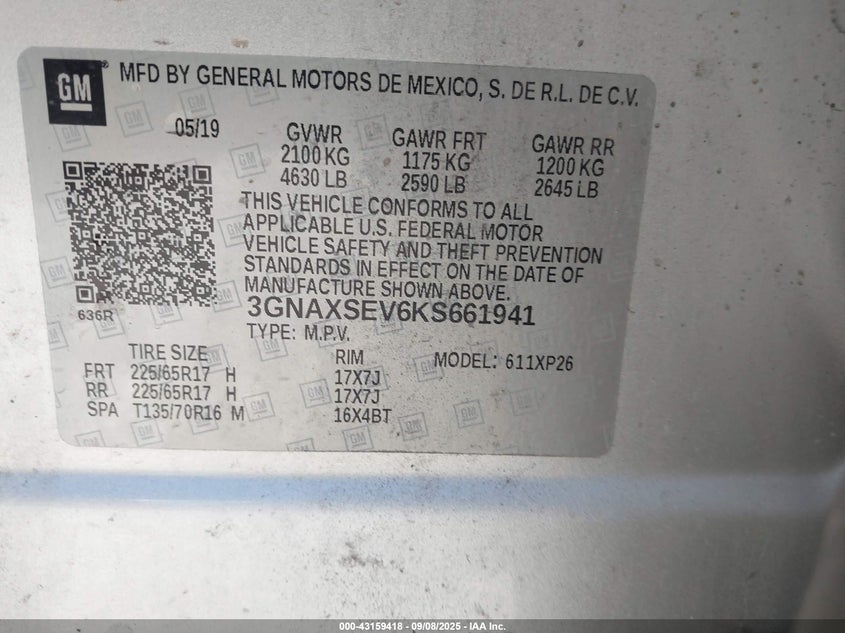 GM
MFD BY GENERAL MOTORS DE MEXICO, S. DE R.L. DE C.V.
05/19
GVWR
2100 KG
4630 LB
GAWR FRT
1175 KG
2590 LB
GAWR RR
1200 KG
2645 LB
THIS VEHICLE CONFORMS TO ALL
APPLICABLE U.S. FEDERAL MOTOR
VEHICLE SAFETY AND THEFT PREVENTION
STANDARDS IN EFFECT ON THE DATE OF
MANUFACTURE SHOWN ABOVE.
636R
3GNAXSEV6KS661941
TYPE: M.P.V.
TIRE SIZE RIM MODEL: 611XP26
FRT 225/65R17 H 17X7J
RR 225/65R17 H 17X7J
SPA T135/70R16 M 16X4BT
000-43159418 - 09/08/2025 - IAA Inc.